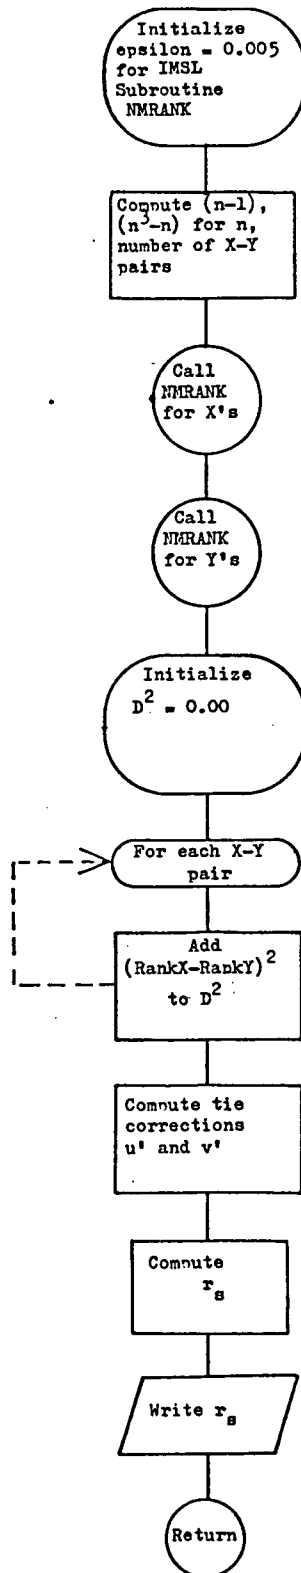 Initialize
epsilon = 0.005
for IMSL
Subroutine
NMRANK
Compute (n-1),
(n³-n) for n,
number of X-Y
pairs
Call
NMRANK
for X's
Call
NMRANK
for Y's
Initialize
D² = 0.00
For each X-Y
pair
Add
(RankX-RankY)²
to D²
Compute tie
corrections
u' and v'
Compute
r_s
Write r_s
Return